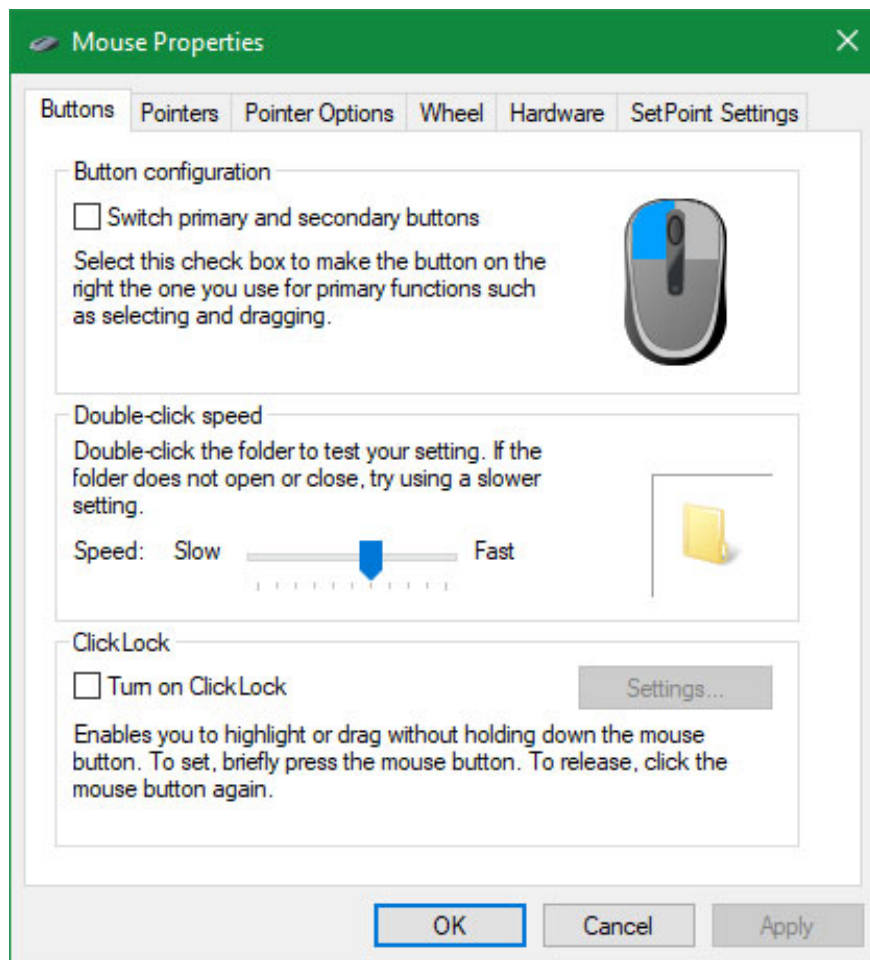 Mouse Properties
Buttons Pointers Pointer Options Wheel Hardware SetPoint Settings
Button configuration
Switch primary and secondary buttons
Select this check box to make the button on the
right the one you use for primary functions such
as selecting and dragging.
Double-click speed
Double-click the folder to test your setting. If the
folder does not open or close, try using a slower
setting.
Speed: Slow Fast
ClickLock
Turn on ClickLock Settings...
Enables you to highlight or drag without holding down the mouse
button. To set, briefly press the mouse button. To release, click the
mouse button again.
OK Cancel Apply